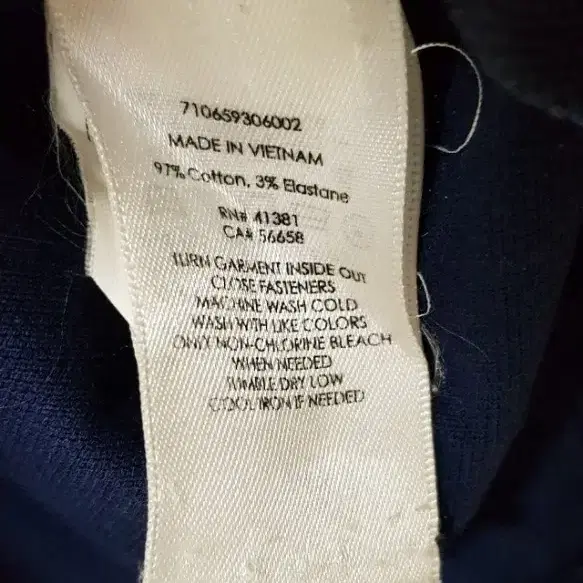 710659306002
MADE IN VIETNAM
97% Cotton, 3% Elastane
RN# 41381
CA# 56658
TURN GARMENT INSIDE OUT
CLOSE FASTENERS
MACHINE WASH COLD
WASH WITH LIKE COLORS
ONLY NON-CHLORINE BLEACH
WHEN NEEDED
TUMBLE DRY LOW
COOL IRON IF NEEDED